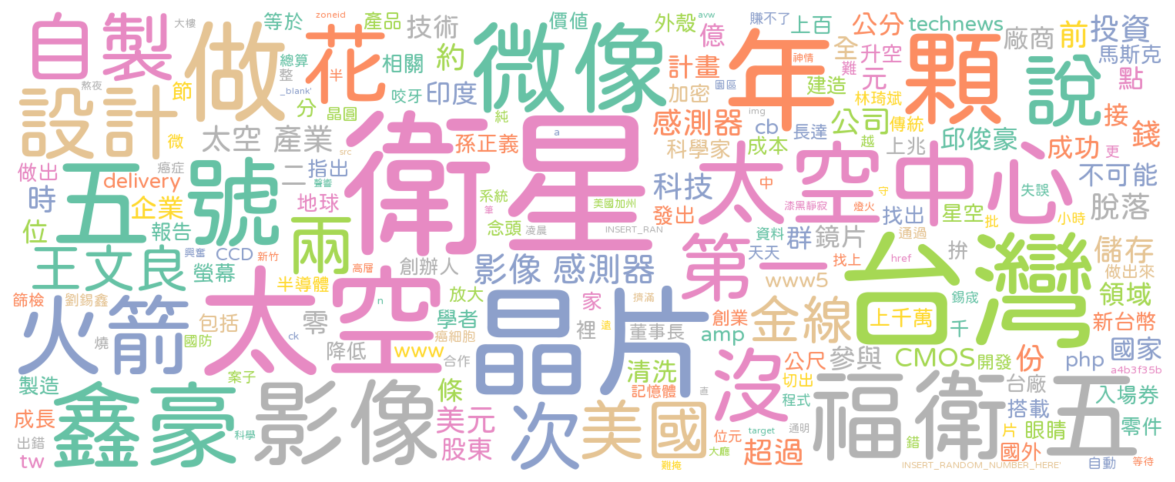 自製
做
花
微像
年
顆
說
設計
衛星
太空中心
五號
兩
第一
台灣
王文良
火箭
太空
晶片
金線
鑫豪
影像
次
美國
沒
福衛五
大樓
等於
zoneid
產品
技術
價值
avw
外殼
賺不了
上百
公分
technews
廠商
前
投資
馬斯克
點
總算
半
相關
約
億
神情
全
升空
難
計畫
元
熬夜
整
節
_blank'
咬牙
印度
加密
園區
建造
林琦斌
分
晶圓
純
img
感測器
公司
傳統
接
錢
微
太空 產業
孫正義
a
科學家
cb
成本
長達
越
上兆
邱俊豪
成功
更
不可能
做出
癌症
src
二
指出
聲響
delivery
時
地球
系統
筆
美國加州
科技
中
漆黑靜寂
燈火
守
失誤
脫落
企業
位
報告
興奮
CCD
新竹
念頭
凌晨
INSERT_RAN
發出
找出
星空
批
小時
螢幕
高層
創辦人
影像 感測器
資料
通過
群
鏡片
拚
儲存
半導體
天天
找上
href
www5
做出來
篩檢
劉錫鑫
n
放大
擠滿
家
領域
錫宬
包括
零
學者
裡
董事長
創業
上千萬
千
新台幣
燒
國防
ck
降低
www
癌細胞
合作
遠
amp
公尺
參與
CMOS
開發
份
php
國家
a4b3f35b
製造
案子
條
清洗
記憶體
直
切出
程式
台廠
搭載
入場券
成長
美元
零件
出錯
科學
股東
target
通明
位元
錯
片
眼睛
tw
難掩
大廳
超過
國外
INSERT_RANDOM_NUMBER_HERE'
自動
等待